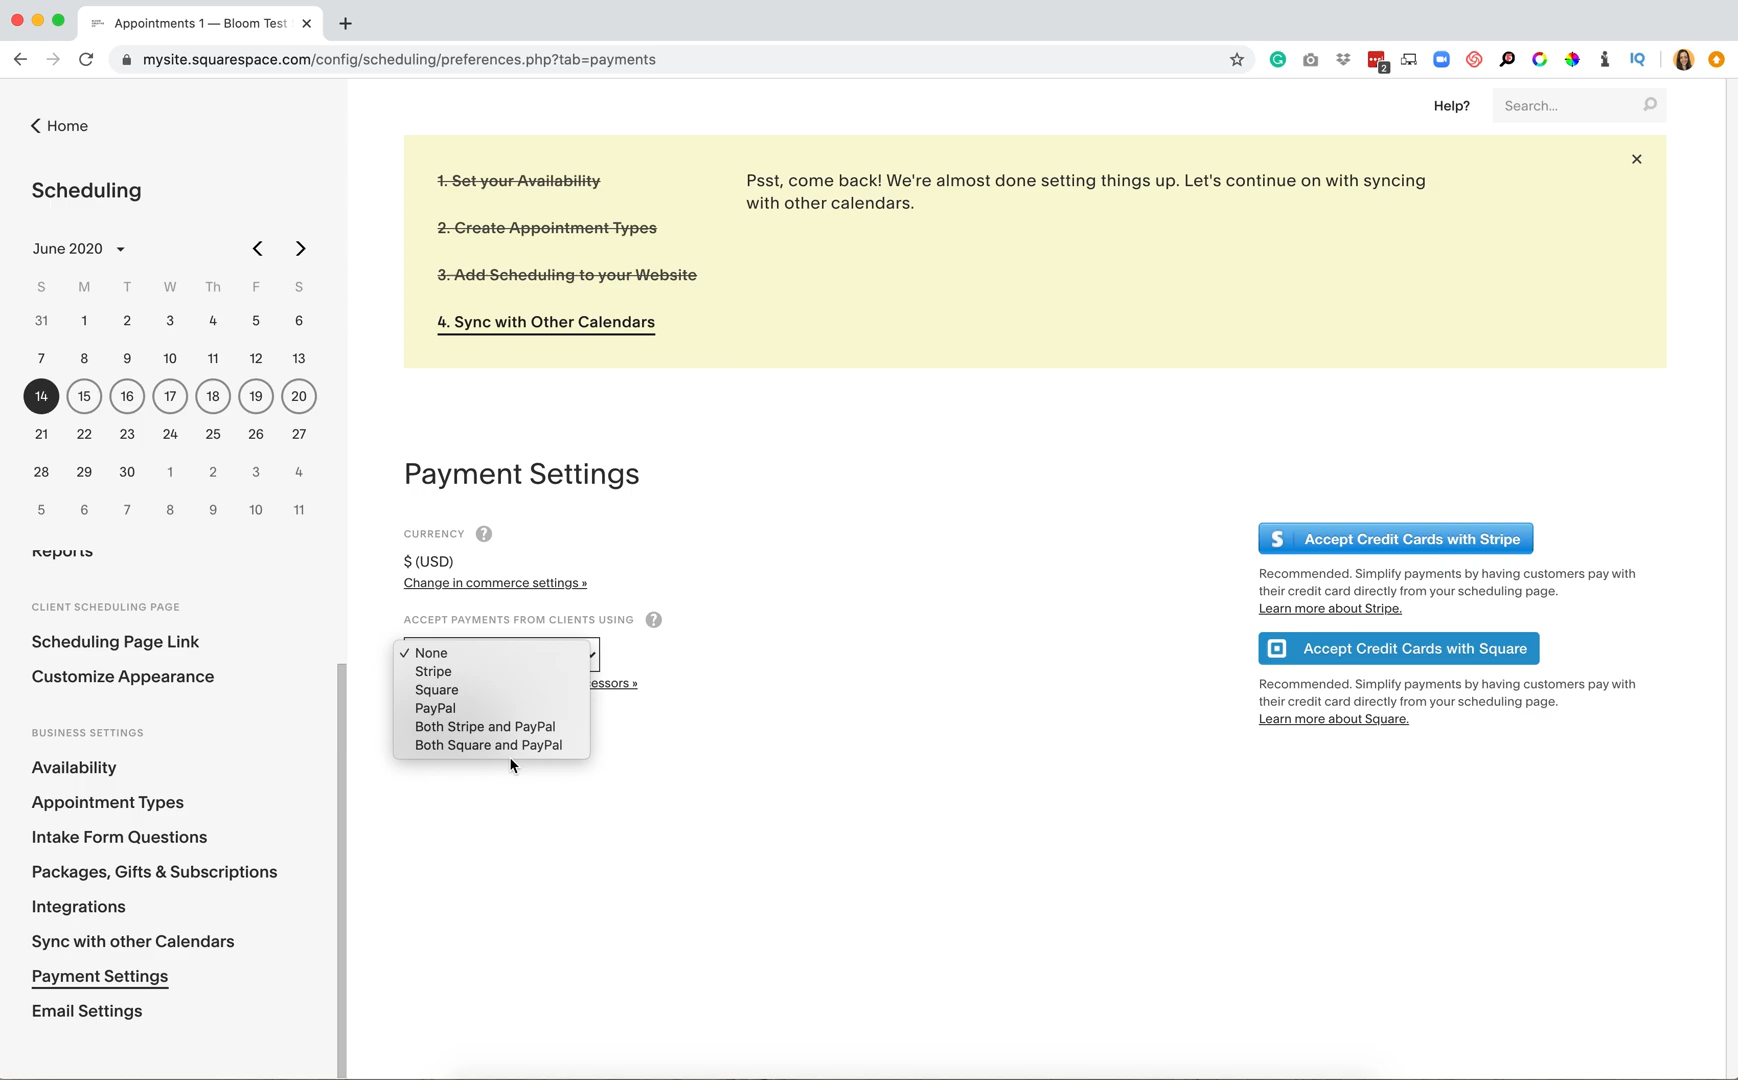 Appointments 1 — Bloom Test
mysite.squarespace.com/config/scheduling/preferences.php?tab=payments
2
IQ
Home
Scheduling
June 2020
S M T W Th F S
31 1 2 3 4 5 6
7 8 9 10 11 12 13
14 15 16 17 18 19 20
21 22 23 24 25 26 27
28 29 30 1 2 3 4
5 6 7 8 9 10 11
Reports
CLIENT SCHEDULING PAGE
Scheduling Page Link
Customize Appearance
BUSINESS SETTINGS
Availability
Appointment Types
Intake Form Questions
Packages, Gifts & Subscriptions
Integrations
Sync with other Calendars
Payment Settings
Email Settings
Help?
Search...
1. Set your Availability
2. Create Appointment Types
3. Add Scheduling to your Website
4. Sync with Other Calendars
Psst, come back! We're almost done setting things up. Let's continue on with syncing
with other calendars.
Payment Settings
CURRENCY ?
$ (USD)
Change in commerce settings »
ACCEPT PAYMENTS FROM CLIENTS USING ?
✓ None
Stripe
Square
PayPal
Both Stripe and PayPal
Both Square and PayPal
essors »
S Accept Credit Cards with Stripe
Recommended. Simplify payments by having customers pay with
their credit card directly from your scheduling page.
Learn more about Stripe.
Accept Credit Cards with Square
Recommended. Simplify payments by having customers pay with
their credit card directly from your scheduling page.
Learn more about Square.